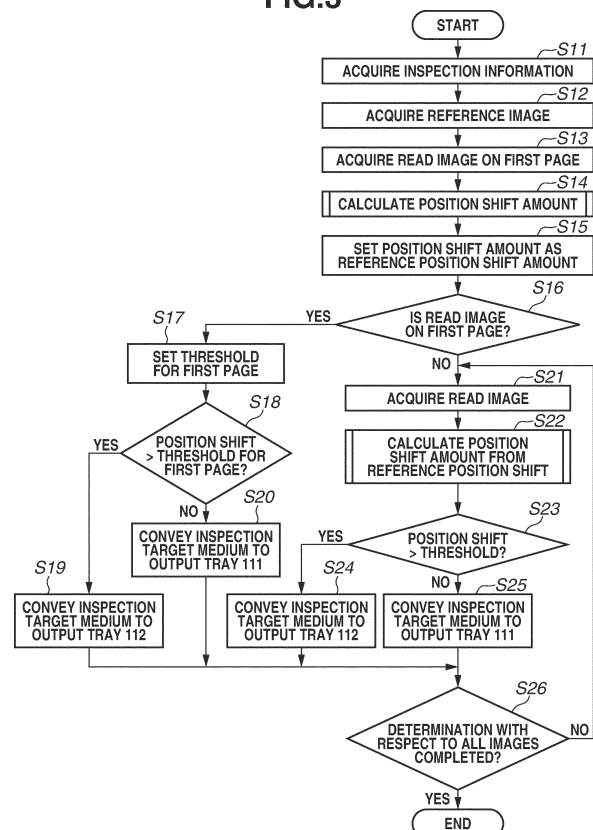 FIG.5
START
S11
ACQUIRE INSPECTION INFORMATION
S12
ACQUIRE REFERENCE IMAGE
S13
ACQUIRE READ IMAGE ON FIRST PAGE
S14
CALCULATE POSITION SHIFT AMOUNT
S15
SET POSITION SHIFT AMOUNT AS
REFERENCE POSITION SHIFT AMOUNT
S16
IS READ IMAGE
ON FIRST PAGE?
YES
NO
S17
SET THRESHOLD
FOR FIRST PAGE
S18
POSITION SHIFT
> THRESHOLD FOR
FIRST PAGE?
YES
NO
S19
CONVEY INSPECTION
TARGET MEDIUM TO
OUTPUT TRAY 112
S20
CONVEY INSPECTION
TARGET MEDIUM TO
OUTPUT TRAY 111
S21
ACQUIRE READ IMAGE
S22
CALCULATE POSITION
SHIFT AMOUNT FROM
REFERENCE POSITION SHIFT
S23
POSITION SHIFT
> THRESHOLD?
YES
NO
S24
CONVEY INSPECTION
TARGET MEDIUM TO
OUTPUT TRAY 112
S25
CONVEY INSPECTION
TARGET MEDIUM TO
OUTPUT TRAY 111
S26
DETERMINATION WITH
RESPECT TO ALL IMAGES
COMPLETED?
NO
YES
END